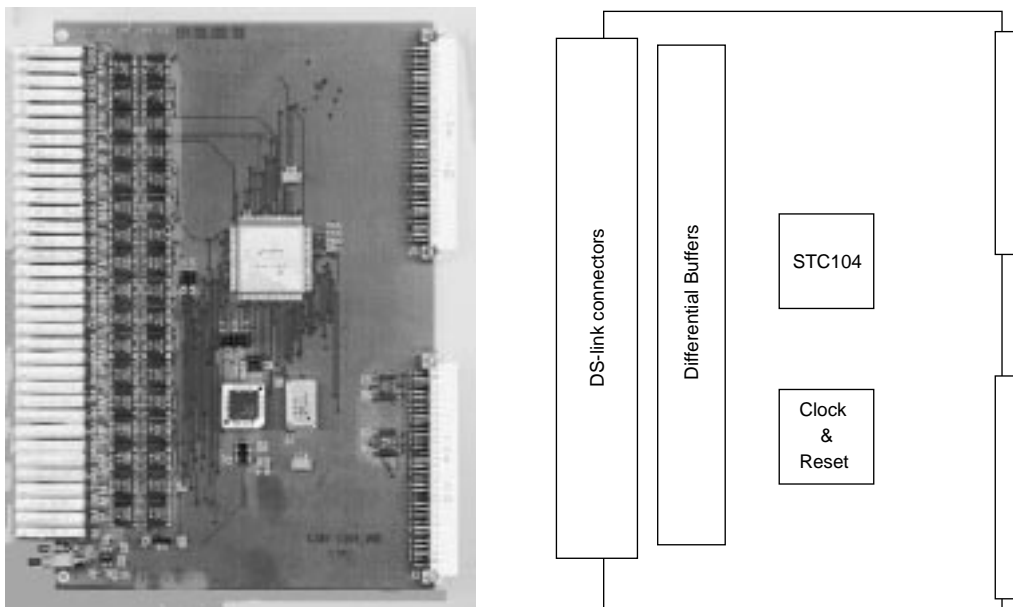 DS-link connectors
Differential Buffers
STC104
Clock
&
Reset